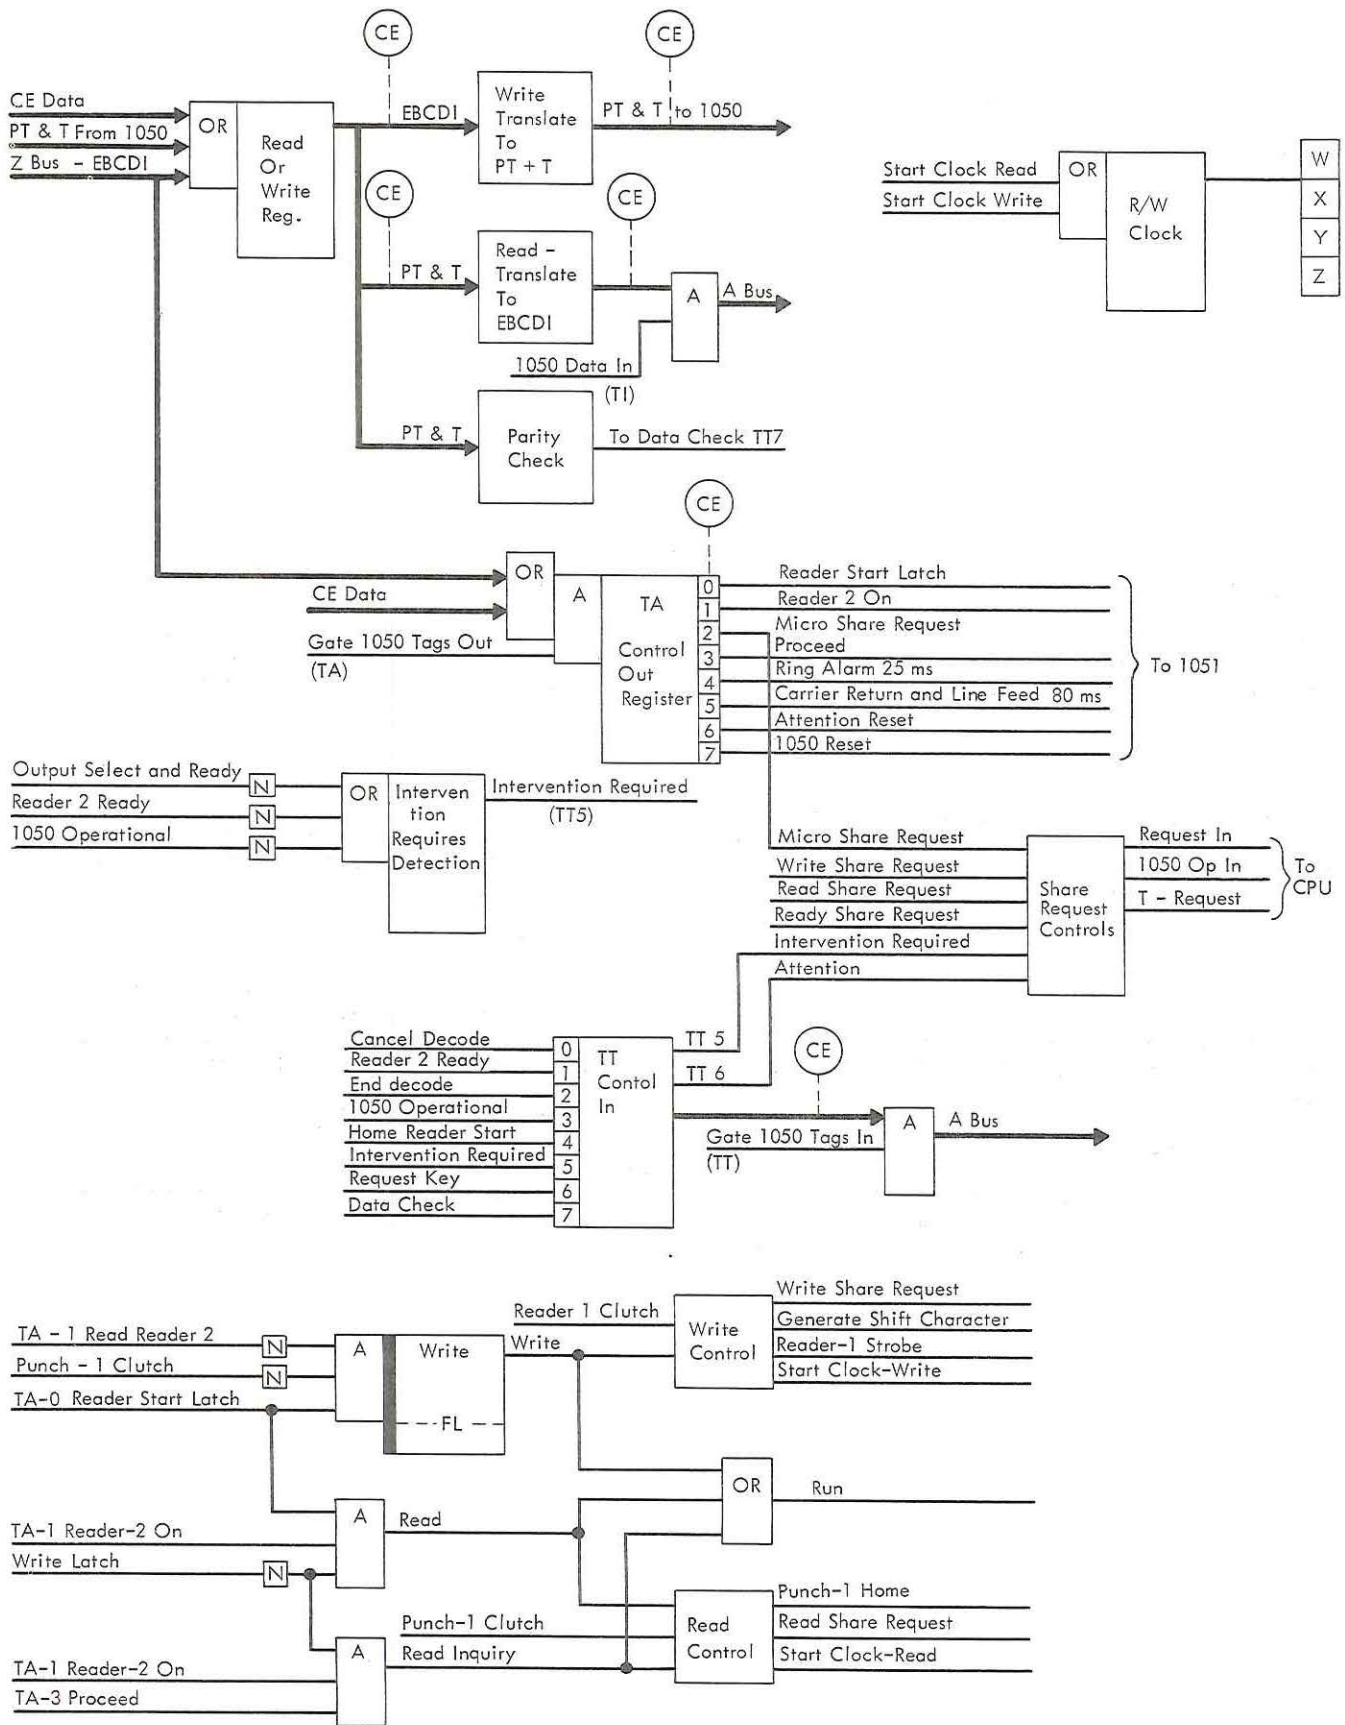 CE
CE
CE Data
PT & T From 1050
Z Bus - EBCDI
OR
Read
Or
Write
Reg.
EBCDI
Write
Translate
To
PT + T
PT & T to 1050
Start Clock Read
Start Clock Write
OR
R/W
Clock
W
X
Y
Z
CE
CE
PT & T
Read -
Translate
To
EBCDI
A
A Bus
1050 Data In
(TI)
PT & T
Parity
Check
To Data Check TT7
CE
OR
CE Data
Gate 1050 Tags Out
(TA)
A
TA
Control
Out
Register
0
1
2
3
4
5
6
7
Reader Start Latch
Reader 2 On
Micro Share Request
Proceed
Ring Alarm 25 ms
Carrier Return and Line Feed 80 ms
Attention Reset
1050 Reset
To 1051
Output Select and Ready
Reader 2 Ready
1050 Operational
N
N
N
OR
Interven
tion
Requires
Detection
Intervention Required
(TT5)
Micro Share Request
Write Share Request
Read Share Request
Ready Share Request
Intervention Required
Attention
Share
Request
Controls
Request In
1050 Op In
T - Request
To
CPU
Cancel Decode
Reader 2 Ready
End decode
1050 Operational
Home Reader Start
Intervention Required
Request Key
Data Check
0
1
2
3
4
5
6
7
TT
Contol
In
TT 5
TT 6
CE
Gate 1050 Tags In
(TT)
A
A Bus
TA - 1 Read Reader 2
Punch - 1 Clutch
TA-0 Reader Start Latch
N
N
A
Write
FL
Reader 1 Clutch
Write
Write
Control
Write Share Request
Generate Shift Character
Reader-1 Strobe
Start Clock-Write
OR
Run
TA-1 Reader-2 On
Write Latch
N
A
Read
Punch-1 Clutch
Read Inquiry
Read
Control
Punch-1 Home
Read Share Request
Start Clock-Read
TA-1 Reader-2 On
TA-3 Proceed
A